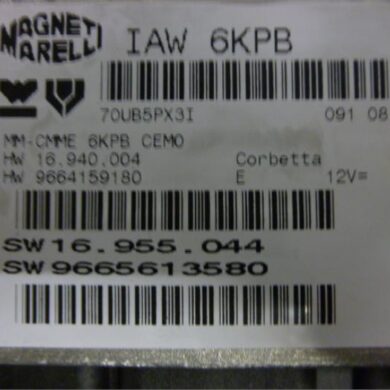 MAGNETI MARELLI
IAW 6KPB
70UB5PX3I 091 08
MM-CMME 6KPB CEMO
HW 16.940.004 Corbetta
HW 9664159180 E 12V=
SW 16.955.044
SW 9665613580